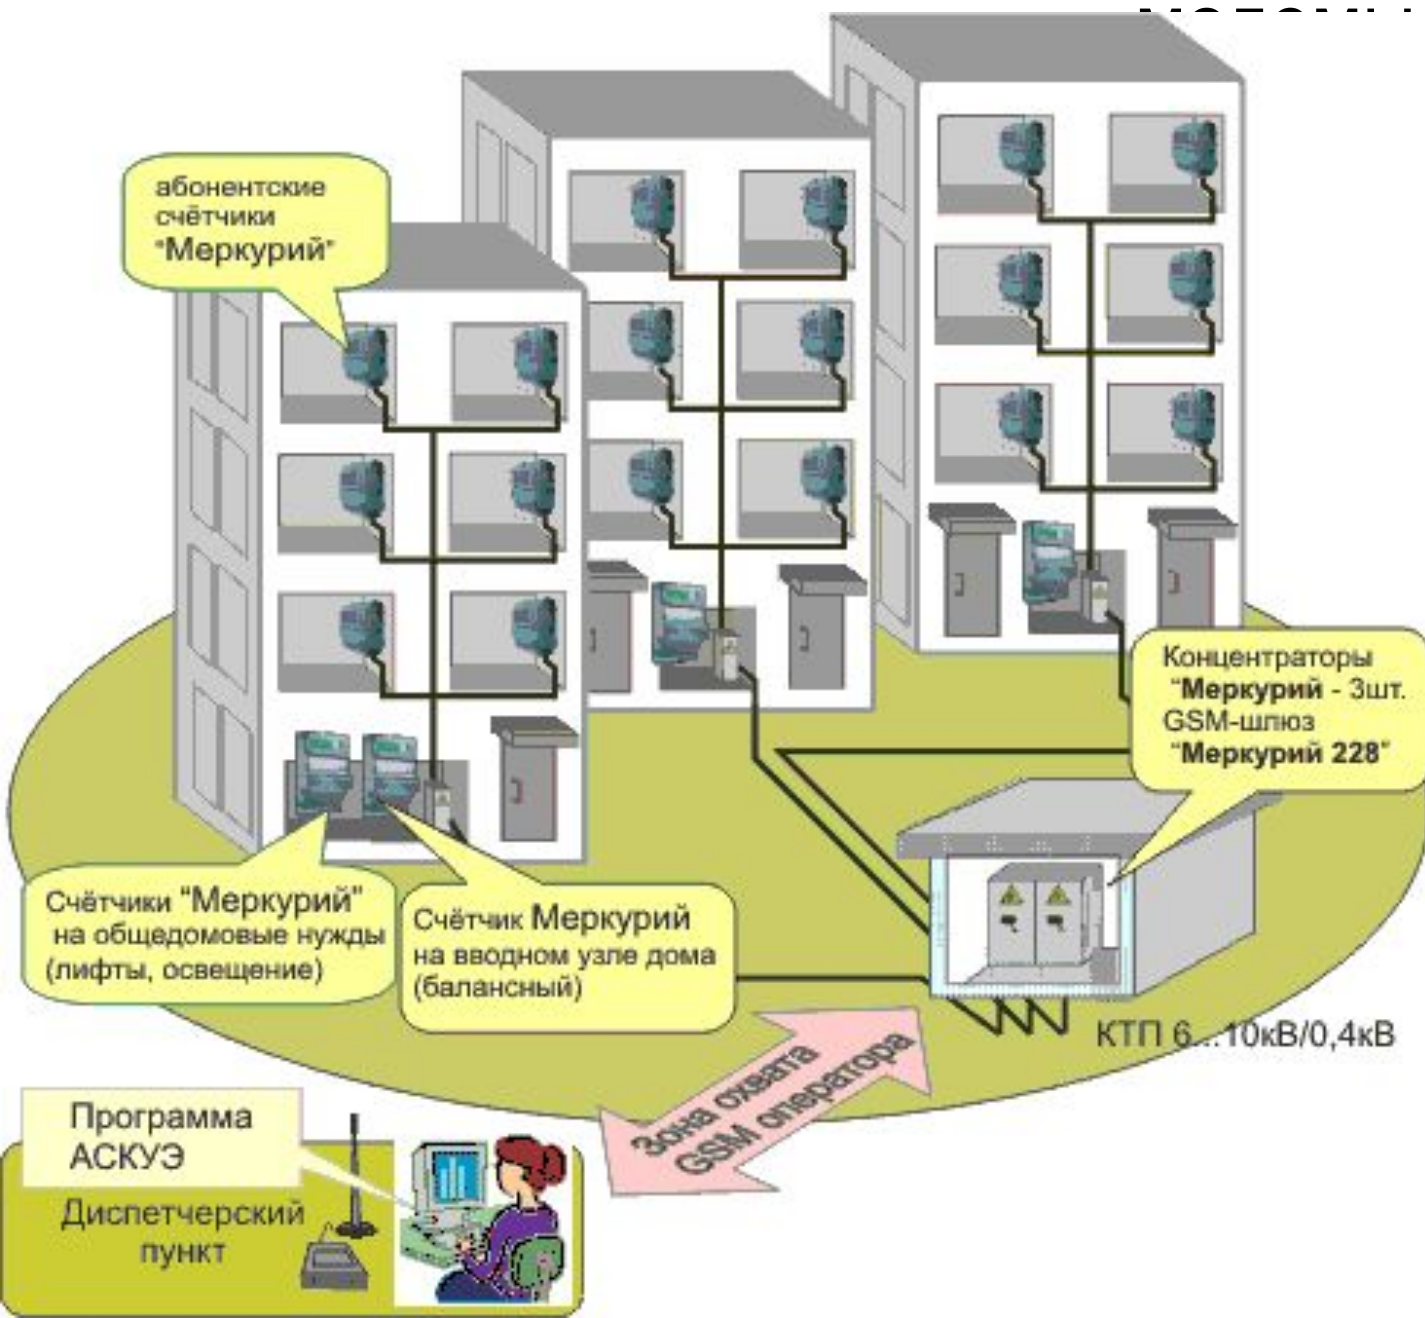 абонентские
счётчики
"Меркурий"
Концентраторы
"Меркурий - 3шт.
GSM-шлюз
"Меркурий 228"
Счётчики "Меркурий"
на общедомовые нужды
(лифты, освещение)
Счётчик Меркурий
на вводном узле дома
(балансный)
КТП 6...10кВ/0,4кВ
Зона охвата
GSM оператора
Программа
АСКУЭ
Диспетчерский
пункт